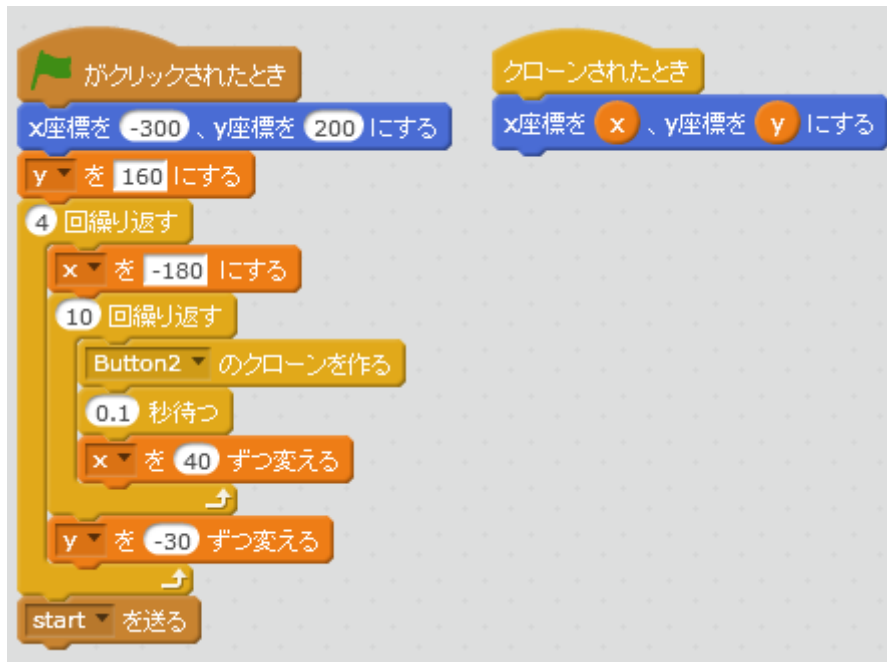 がクリックされたとき
x座標を -300 、y座標を 200 にする
y を 160 にする
4 回繰り返す
x を -180 にする
10 回繰り返す
Button2 のクローンを作る
0.1 秒待つ
x を 40 ずつ変える
y を -30 ずつ変える
start を送る
クローンされたとき
x座標を x 、y座標を y にする